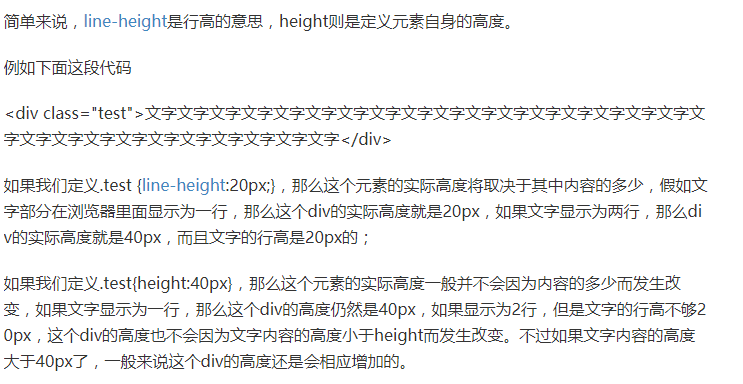 简单来说，line-height是行高的意思，height则是定义元素自身的高度。
例如下面这段代码
<div class="test">文字文字文字文字文字文字文字文字文字文字文字文字文字文字文字文字文字文
字文字文字文字文字文字文字文字文字文字文字</div>
如果我们定义.test {line-height:20px;}，那么这个元素的实际高度将取决于其中内容的多少，假如文
字部分在浏览器里面显示为一行，那么这个div的实际高度就是20px，如果文字显示为两行，那么di
v的实际高度就是40px，而且文字的行高是20px的；
如果我们定义.test{height:40px}，那么这个元素的实际高度一般并不会因为内容的多少而发生改
变，如果文字显示为一行，那么这个div的高度仍然是40px，如果显示为2行，但是文字的行高不够2
0px，这个div的高度也不会因为文字内容的高度小于height而发生改变。不过如果文字内容的高度
大于40px了，一般来说这个div的高度还是会相应增加的。